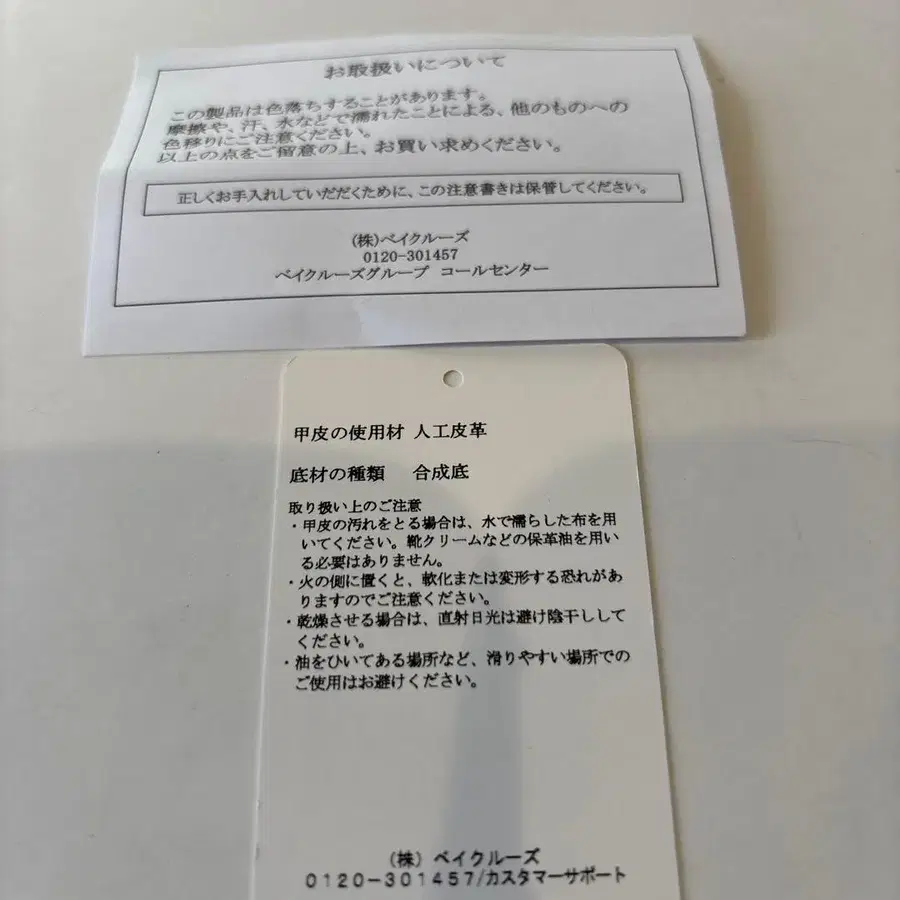 お取扱いについて
この製品は色落ちすることがあります。
摩擦や、汗、水などで濡れたことによる、他のものへの
色移りにご注意ください。
以上の点をご留意の上、お買い求めください。
正しくお手入れしていただくために、この注意書きは保管してください。
(株)ベイクルーズ
0120-301457
ベイクルーズグループ コールセンター
甲皮の使用材 人工皮革
底材の種類 合成底
取り扱い上のご注意
・甲皮の汚れをとる場合は、水で濡らした布を用
いてください。靴クリームなどの保革油を用い
る必要はありません。
・火の側に置くと、軟化または変形する恐れがあ
りますのでご注意ください。
・乾燥させる場合は、直射日光は避け陰干しして
ください。
・油をひいてある場所など、滑りやすい場所での
ご使用はお避けください。
(株) ベイクルーズ
0120-301457/カスタマーサポート